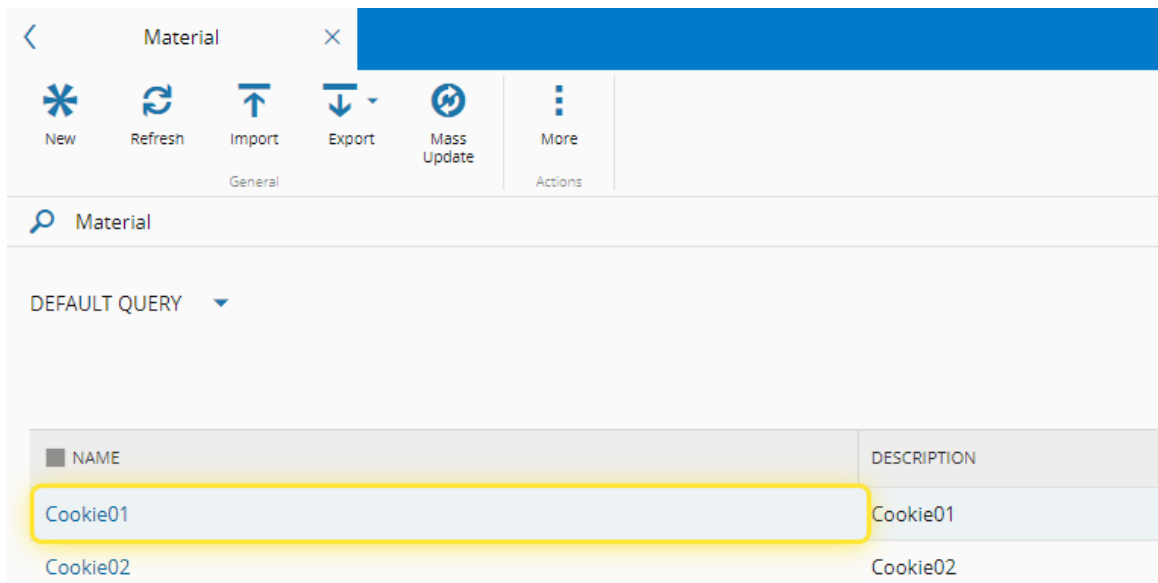 Material
New Refresh Import Export Mass Update More
General Actions
Material
DEFAULT QUERY
NAME DESCRIPTION
Cookie01 Cookie01
Cookie02 Cookie02